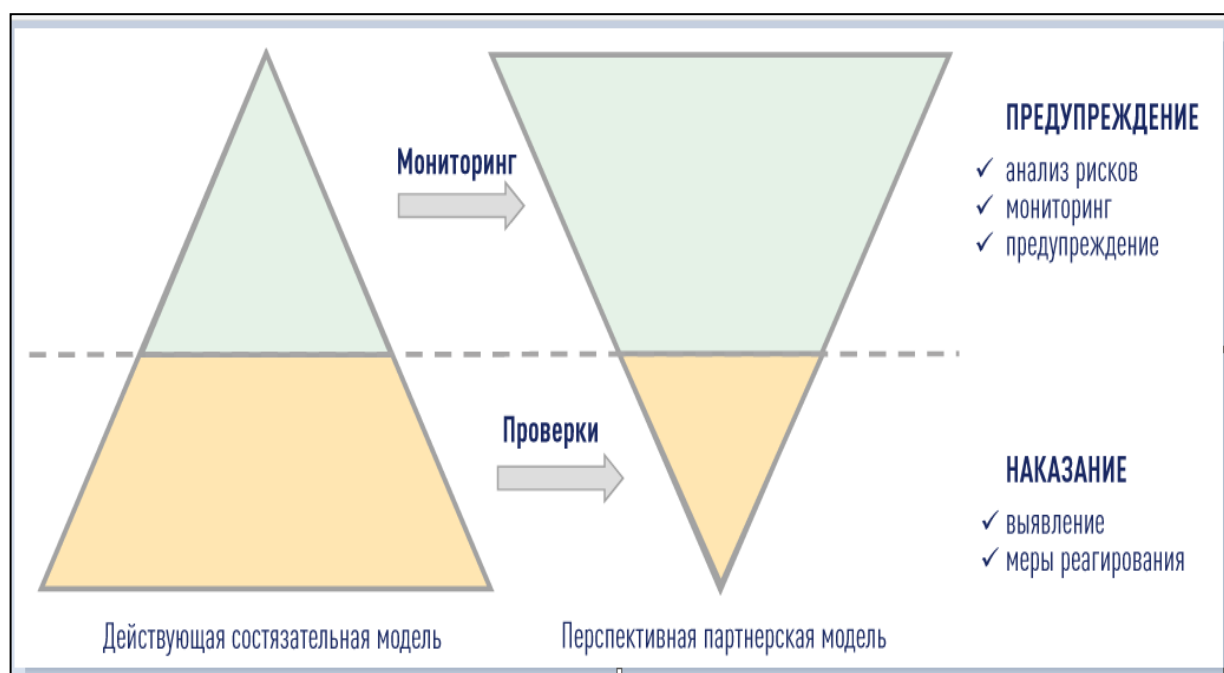 ПРЕДУПРЕЖДЕНИЕ
Мониторинг
✓ анализ рисков
✓ мониторинг
✓ предупреждение
Проверки
НАКАЗАНИЕ
✓ выявление
✓ меры реагирования
Действующая состязательная модель
Перспективная партнерская модель